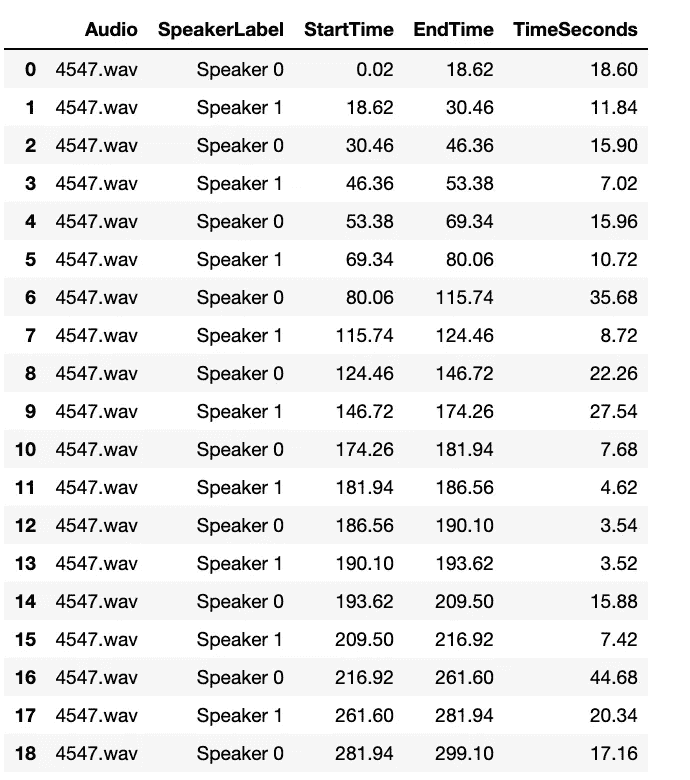 Audio SpeakerLabel StartTime EndTime TimeSeconds
0 4547.wav Speaker 0 0.02 18.62 18.60
1 4547.wav Speaker 1 18.62 30.46 11.84
2 4547.wav Speaker 0 30.46 46.36 15.90
3 4547.wav Speaker 1 46.36 53.38 7.02
4 4547.wav Speaker 0 53.38 69.34 15.96
5 4547.wav Speaker 1 69.34 80.06 10.72
6 4547.wav Speaker 0 80.06 115.74 35.68
7 4547.wav Speaker 1 115.74 124.46 8.72
8 4547.wav Speaker 0 124.46 146.72 22.26
9 4547.wav Speaker 1 146.72 174.26 27.54
10 4547.wav Speaker 0 174.26 181.94 7.68
11 4547.wav Speaker 1 181.94 186.56 4.62
12 4547.wav Speaker 0 186.56 190.10 3.54
13 4547.wav Speaker 1 190.10 193.62 3.52
14 4547.wav Speaker 0 193.62 209.50 15.88
15 4547.wav Speaker 1 209.50 216.92 7.42
16 4547.wav Speaker 0 216.92 261.60 44.68
17 4547.wav Speaker 1 261.60 281.94 20.34
18 4547.wav Speaker 0 281.94 299.10 17.16